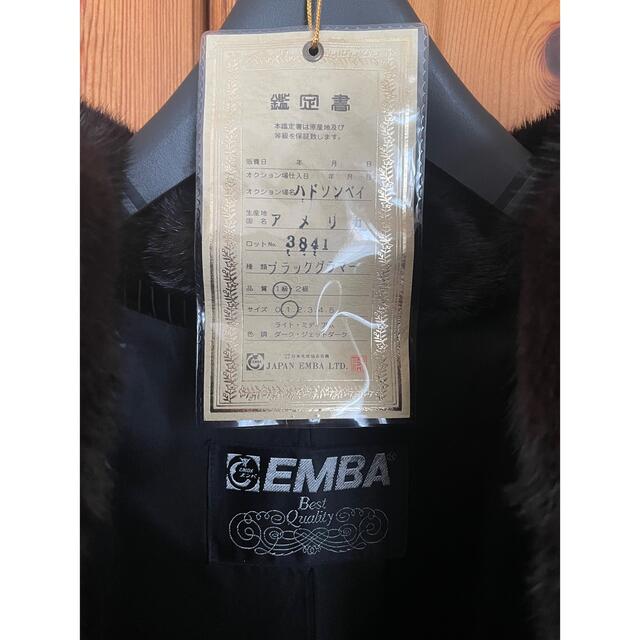 鑑定書
本鑑定書は原産地及び
等級を保証致します。
販賣日 年 月 日
オクション場仕入日 年 月 日
オクション場名 ハドソンベイ
生産地
国名 アメリカ
ロットNo. 3841
種類 ブラックグラマー
品質 1級・2級
サイズ 0.1.2.3.4.5
ライト・ミディアム
色調 ダーク・ジェットダーク
JAPAN EMBA LTD.
EMBA
Best
Quality